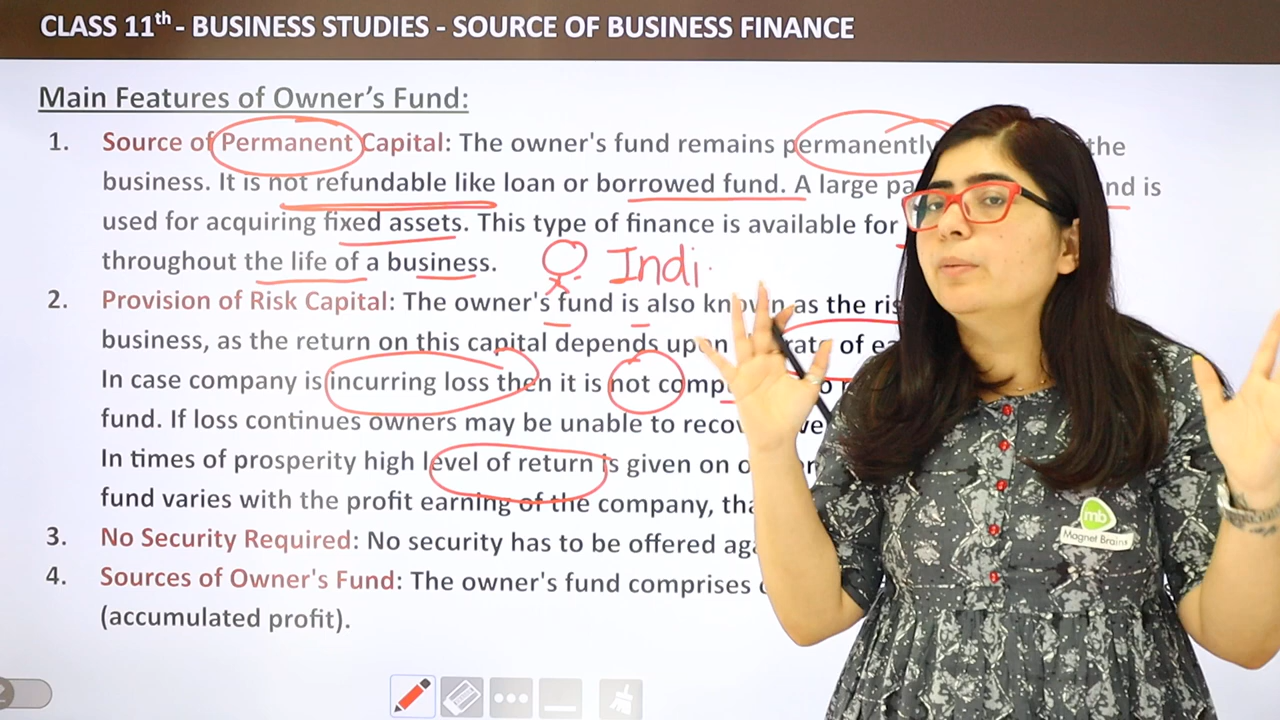 CLASS 11th - BUSINESS STUDIES - SOURCE OF BUSINESS FINANCE
Main Features of Owner's Fund:
1. Source of Permanent Capital: The owner's fund remains permanently the
business. It is not refundable like loan or borrowed fund. A large is
used for acquiring fixed assets. This type of finance is available for
throughout the life of a business.
Indi
2. Provision of Risk Capital: The owner's fund is also known as the
business, as the return on this capital depends upon rate of
In case company is incurring loss then it is not
fund. If loss continues owners may be unable to
In times of prosperity high level of return is given on
fund varies with the profit earning of the company,
3. No Security Required: No security has to be offered
4. Sources of Owner's Fund: The owner's fund comprises
(accumulated profit).
mb
Magnet Brains